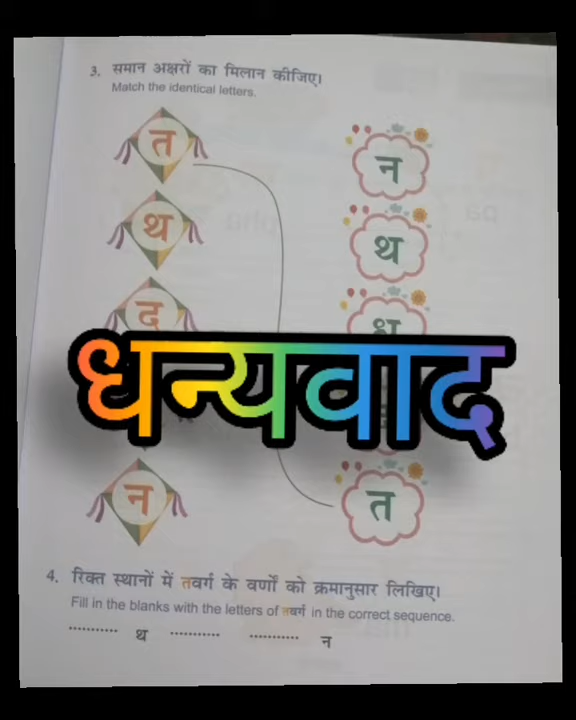 3. समान अक्षरों का मिलान कीजिए।
Match the identical letters.
त
न
थ
थ
द
ध
धन्यवाद
न
त
4. रिक्त स्थानों में तवर्ग के वर्णों को क्रमानुसार लिखिए।
Fill in the blanks with the letters of तवर्ग in the correct sequence.
........... थ ........... ........... न